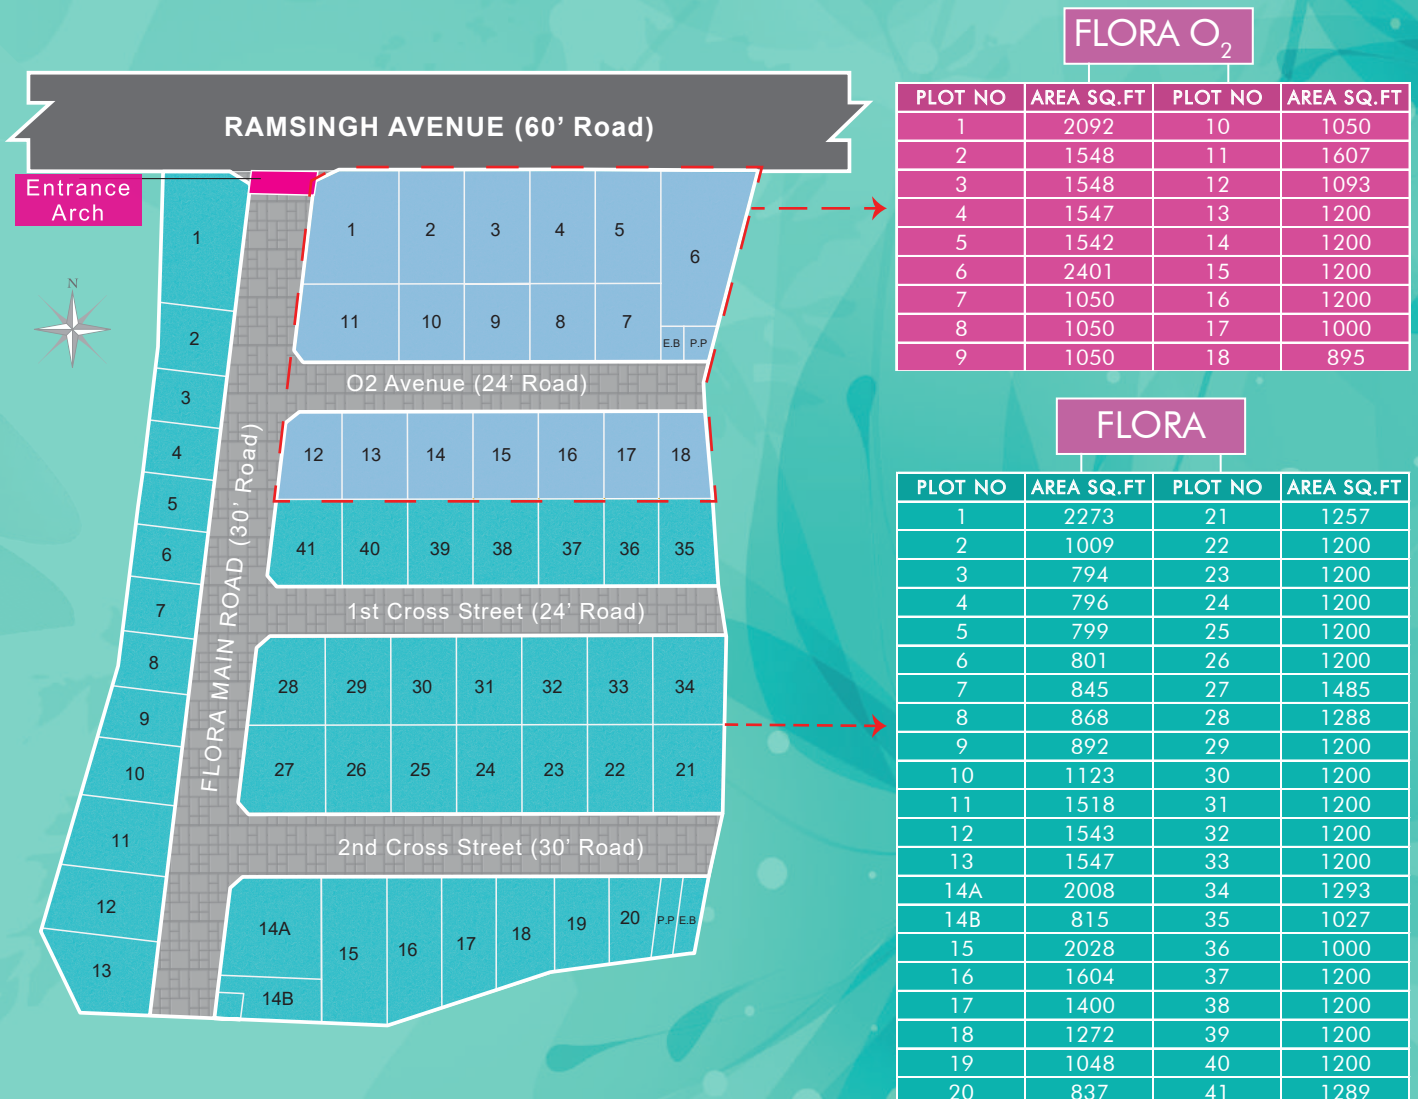 RAMSINGH AVENUE (60’ Road)
Entrance
Arch
N
1
2
3
4
5
6
7
8
9
10
11
12
13
FLORA MAIN ROAD (30’ Road)
1 2 3 4 5 6
11 10 9 8 7 E.B P.P
O2 Avenue (24’ Road)
12 13 14 15 16 17 18
41 40 39 38 37 36 35
1st Cross Street (24’ Road)
28 29 30 31 32 33 34
27 26 25 24 23 22 21
2nd Cross Street (30’ Road)
14A 15 16 17 18 19 20 P.P E.B
14B
FLORA O2
PLOT NO AREA SQ.FT PLOT NO AREA SQ.FT
1 2092 10 1050
2 1548 11 1607
3 1548 12 1093
4 1547 13 1200
5 1542 14 1200
6 2401 15 1200
7 1050 16 1200
8 1050 17 1000
9 1050 18 895
FLORA
PLOT NO AREA SQ.FT PLOT NO AREA SQ.FT
1 2273 21 1257
2 1009 22 1200
3 794 23 1200
4 796 24 1200
5 799 25 1200
6 801 26 1200
7 845 27 1485
8 868 28 1288
9 892 29 1200
10 1123 30 1200
11 1518 31 1200
12 1543 32 1200
13 1547 33 1200
14A 2008 34 1293
14B 815 35 1027
15 2028 36 1000
16 1604 37 1200
17 1400 38 1200
18 1272 39 1200
19 1048 40 1200
20 837 41 1289